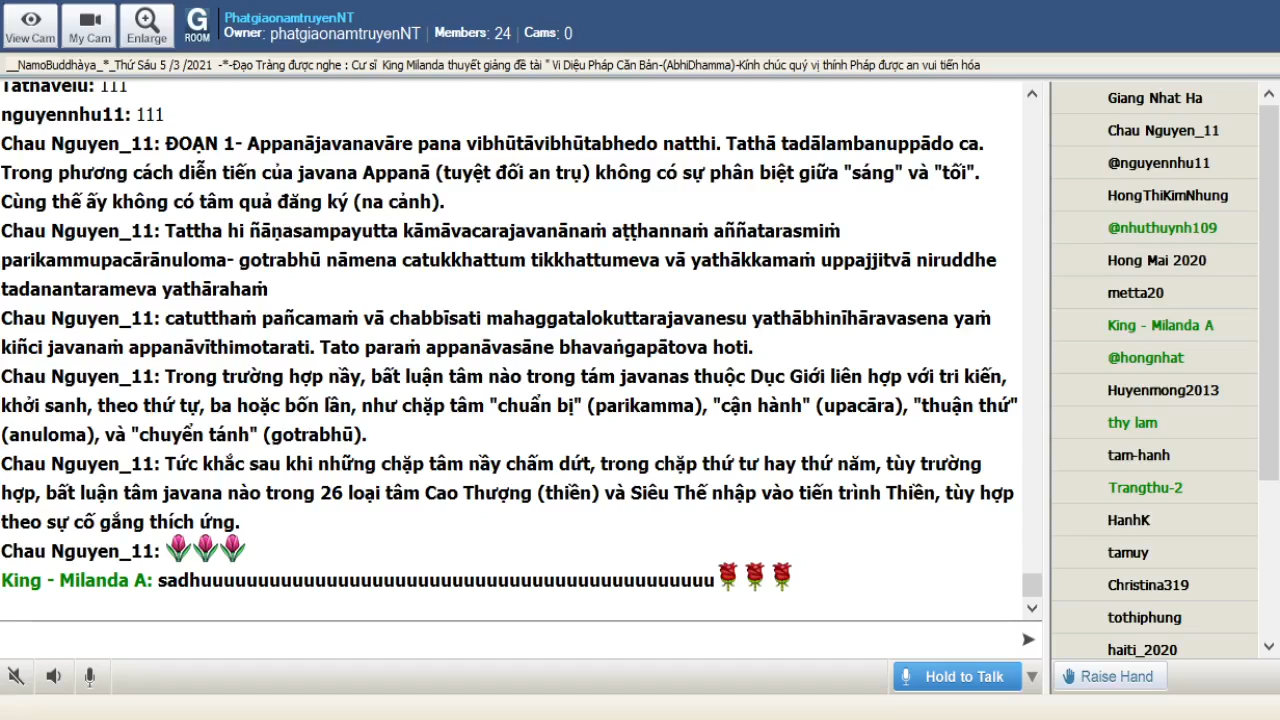 View Cam
My Cam
Enlarge
G
ROOM
PhatgiaonamtruyenNT
Owner: phatgiaonamtruyenNT | Members: 24 | Cams: 0
__NamoBuddhàya_*_Thứ Sáu 5 /3 /2021 -*-Đạo Tràng được nghe : Cư sĩ King Milanda thuyết giảng đề tài " Vi Diệu Pháp Căn Bản-(AbhiDhamma)-Kính chúc quý vị thính Pháp được an vui tiến hóa
Tathavelu: 111
nguyennhu11: 111
Chau Nguyen_11: ĐOẠN 1- Appanājavanavāre pana vibhūtāvibhūtabhedo natthi. Tathā tadālambanuppādo ca.
Trong phương cách diễn tiến của javana Appanā (tuyệt đối an trụ) không có sự phân biệt giữa "sáng" và "tối".
Cùng thế ấy không có tâm quả đăng ký (na cảnh).
Chau Nguyen_11: Tattha hi ñāṇasampayutta kāmāvacarajavanānaṁ aṭṭhannaṁ aññatarasmiṁ
parikammupacārānuloma- gotrabhū nāmena catukkhattum tikkhattumeva vā yathākkamaṁ uppajjitvā niruddhe
tadanantarameva yathārahaṁ
Chau Nguyen_11: catutthaṁ pañcamaṁ vā chabbīsati mahaggatalokuttarajavanesu yathābhinīhāravasena yaṁ
kiñci javanaṁ appanāvīthimotarati. Tato paraṁ appanāvasāne bhavaṅgapātova hoti.
Chau Nguyen_11: Trong trường hợp nầy, bất luận tâm nào trong tám javanas thuộc Dục Giới liên hợp với tri kiến,
khởi sanh, theo thứ tự, ba hoặc bốn lần, như chặp tâm "chuẩn bị" (parikamma), "cận hành" (upacāra), "thuận thứ"
(anuloma), và "chuyển tánh" (gotrabhū).
Chau Nguyen_11: Tức khắc sau khi những chặp tâm nầy chấm dứt, trong chặp thứ tư hay thứ năm, tùy trường
hợp, bất luận tâm javana nào trong 26 loại tâm Cao Thượng (thiền) và Siêu Thế nhập vào tiến trình Thiền, tùy hợp
theo sự cố gắng thích ứng.
Chau Nguyen_11:
King - Milanda A: sadhuuuuuuuuuuuuuuuuuuuuuuuuuuuuuuuuuuuuuuuuuuuuu
Hold to Talk
Giang Nhat Ha
Chau Nguyen_11
@nguyennhu11
HongThiKimNhung
@nhuthuynh109
Hong Mai 2020
metta20
King - Milanda A
@hongnhat
Huyenmong2013
thy lam
tam-hanh
Trangthu-2
HanhK
tamuy
Christina319
tothiphung
haiti_2020
Raise Hand